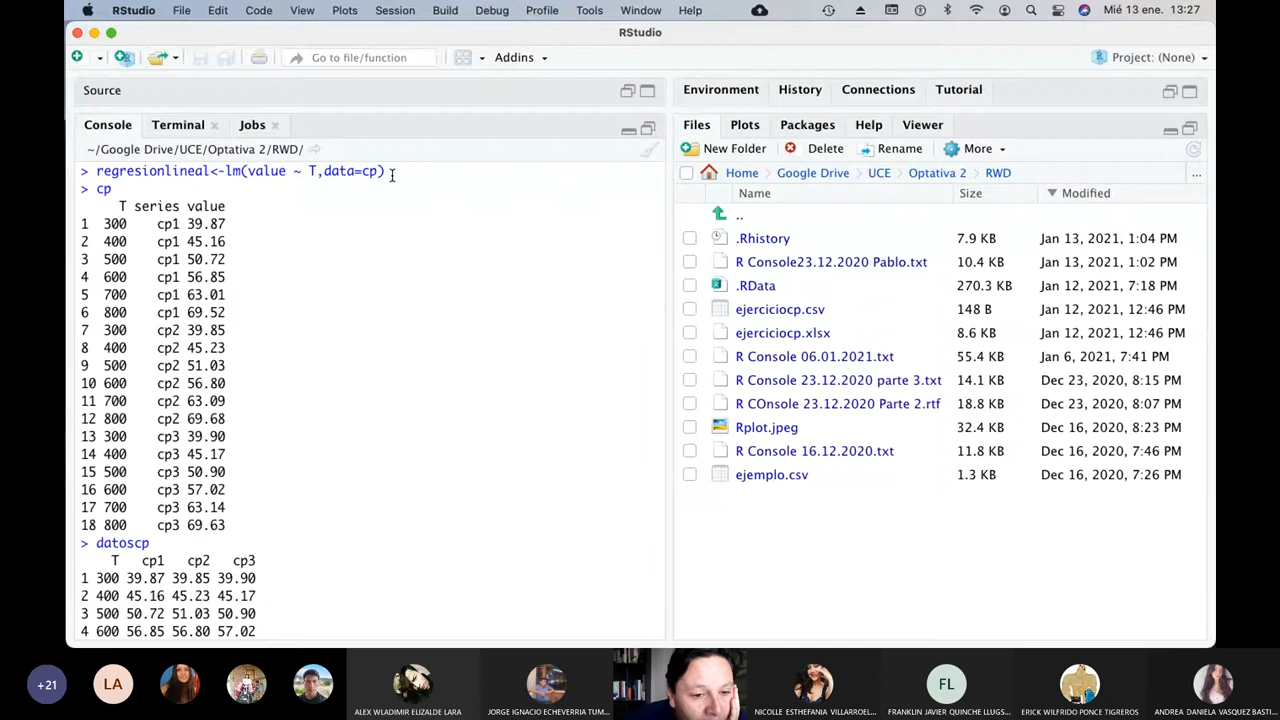 RStudio File Edit Code View Plots Session Build Debug Profile Tools Window Help Mié 13 ene. 13:27
RStudio
Go to file/function Addins Project: (None)
Source
Console Terminal Jobs
~/Google Drive/UCE/Optativa 2/RWD/
> regresionlineal<-lm(value ~ T,data=cp)
> cp
T series value
1 300 cp1 39.87
2 400 cp1 45.16
3 500 cp1 50.72
4 600 cp1 56.85
5 700 cp1 63.01
6 800 cp1 69.52
7 300 cp2 39.85
8 400 cp2 45.23
9 500 cp2 51.03
10 600 cp2 56.80
11 700 cp2 63.09
12 800 cp2 69.68
13 300 cp3 39.90
14 400 cp3 45.17
15 500 cp3 50.90
16 600 cp3 57.02
17 700 cp3 63.14
18 800 cp3 69.63
> datoscp
T cp1 cp2 cp3
1 300 39.87 39.85 39.90
2 400 45.16 45.23 45.17
3 500 50.72 51.03 50.90
4 600 56.85 56.80 57.02
Environment History Connections Tutorial
Files Plots Packages Help Viewer
New Folder Delete Rename More
Home Google Drive UCE Optativa 2 RWD ...
Name Size Modified
..
.Rhistory 7.9 KB Jan 13, 2021, 1:04 PM
R Console23.12.2020 Pablo.txt 10.4 KB Jan 13, 2021, 1:02 PM
.RData 270.3 KB Jan 12, 2021, 7:18 PM
ejerciciocp.csv 148 B Jan 12, 2021, 12:46 PM
ejerciciocp.xlsx 8.6 KB Jan 12, 2021, 12:46 PM
R Console 06.01.2021.txt 55.4 KB Jan 6, 2021, 7:41 PM
R Console 23.12.2020 parte 3.txt 14.1 KB Dec 23, 2020, 8:15 PM
R COnsole 23.12.2020 Parte 2.rtf 18.8 KB Dec 23, 2020, 8:07 PM
Rplot.jpeg 32.4 KB Dec 16, 2020, 8:23 PM
R Console 16.12.2020.txt 11.8 KB Dec 16, 2020, 7:46 PM
ejemplo.csv 1.3 KB Dec 16, 2020, 7:26 PM
+21 LA FL
ALEX WLADIMIR ELIZALDE LARA JORGE IGNACIO ECHEVERRIA TUM... NICOLLE ESTHEFANIA VILLARROEL... FRANKLIN JAVIER QUINCHE LLUGS... ERICK WILFRIDO PONCE TIGREROS ANDREA DANIELA VASQUEZ BASTI...